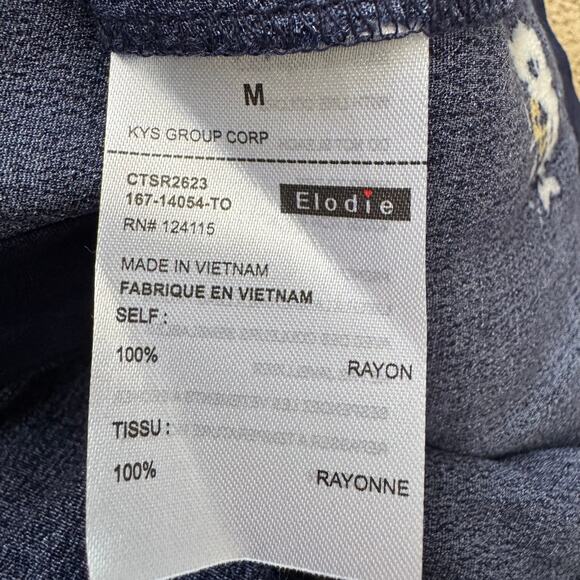 M
KYS GROUP CORP
CTSR2623
167-14054-TO
Elodie
RN# 124115
MADE IN VIETNAM
FABRIQUE EN VIETNAM
SELF :
100% RAYON
TISSU :
100% RAYONNE